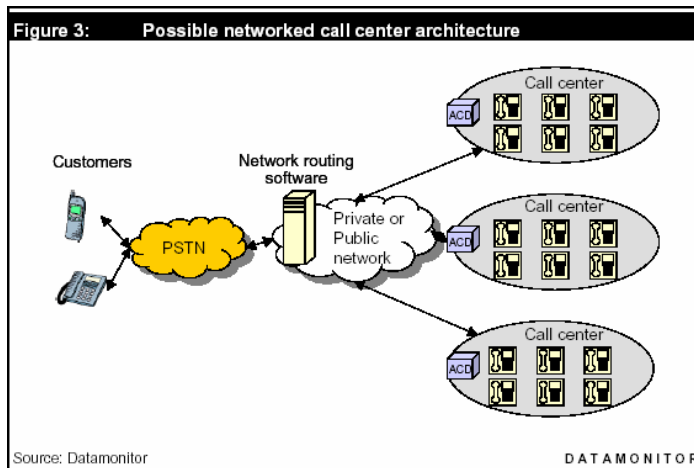 Figure 3: Possible networked call center architecture
Customers
Network routing
software
PSTN
Private or
Public
network
Call center
ACD
Call center
ACD
Call center
ACD
Source: Datamonitor
DATAMONITOR